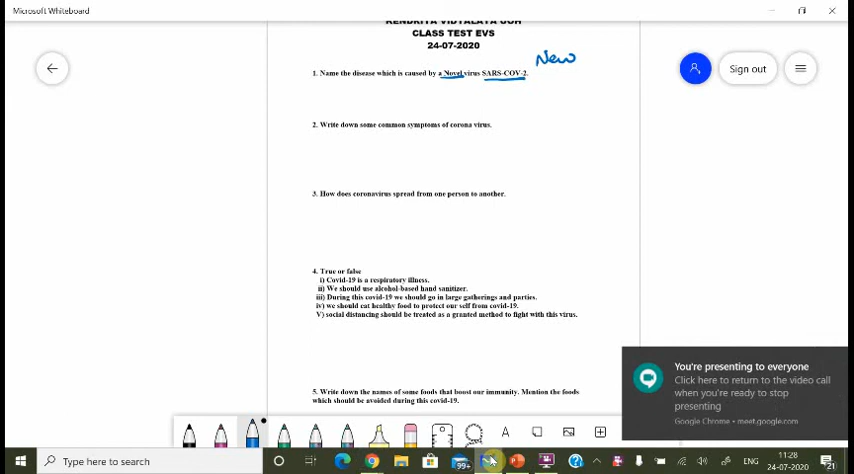 Microsoft Whiteboard
KENDRIYA VIDYALAYA
CLASS TEST EVS
24-07-2020
New
1. Name the disease which is caused by a Novel virus SARS-COV-2.
Sign out
2. Write down some common symptoms of corona virus.
3. How does coronavirus spread from one person to another.
4. True or false
i) Covid-19 is a respiratory illness.
ii) We should use alcohol-based hand sanitizer.
iii) During this covid-19 we should go in large gatherings and parties.
iv) we should eat healthy food to protect our self from covid-19.
V) social distancing should be treated as a granted method to fight with this virus.
5. Write down the names of some foods that boost our immunity. Mention the foods
which should be avoided during this covid-19.
You're presenting to everyone
Click here to return to the video call
when you're ready to stop
presenting
Google Chrome • meet.google.com
A
Type here to search
99+
ENG
11:28
24-07-2020
21